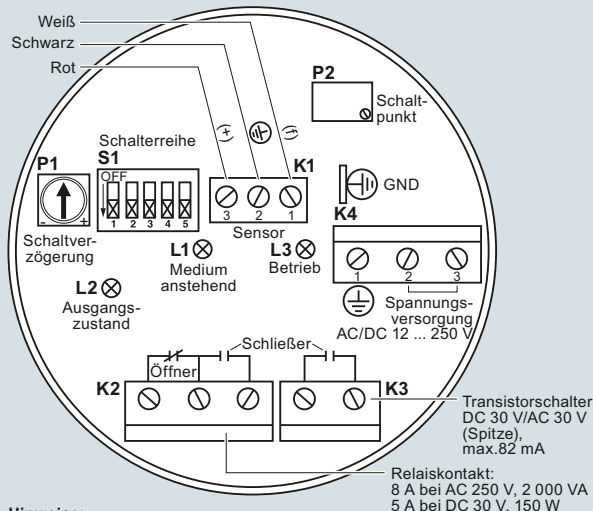 Weiß
Schwarz
Rot
P2
Schalt-
punkt
(+)
(f)
Schalterreihe
P1
S1
OFF
K1
- +
1 2 3 4 5
3 2 1
GND
K4
Schaltver-
zögerung
Sensor
L1
Medium
anstehend
L3
Betrieb
1 2 3
L2
Ausgangs-
zustand
Spannungs-
versorgung
AC/DC 12 ... 250 V
Schließer
Öffner
K2
K3
Transistorschalter
DC 30 V/AC 30 V
(Spitze),
max.82 mA
Relaiskontakt:
8 A bei AC 250 V, 2 000 VA
5 A bei DC 30 V, 150 W
Hinweise: